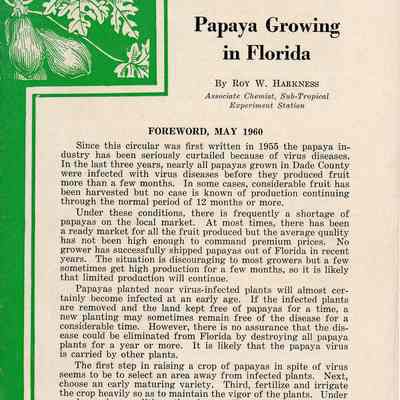 Papaya Growing
in Florida
By Roy W. Harkness
Associate Chemist, Sub-Tropical
Experiment Station
FOREWORD, MAY 1960
Since this circular was first written in 1955 the papaya in-
dustry has been seriously curtailed because of virus diseases.
In the last three years, nearly all papayas grown in Dade County
were infected with virus diseases before they produced fruit
more than a few months. In some cases, considerable fruit has
been harvested but no case is known of production continuing
through the normal period of 12 months or more.
Under these conditions, there is frequently a shortage of
papayas on the local market. At most times, there has been
a ready market for all the fruit produced but the average quality
has not been high enough to command premium prices. No
grower has successfully shipped papayas out of Florida in recent
years. The situation is discouraging to most growers but a few
sometimes get high production for a few months, so it is likely
that limited production will continue.
Papayas planted near virus-infected plants will almost cer-
tainly become infected at an early age. If the infected plants
are removed and the land kept free of papayas for a time, a
new planting may sometimes remain free of the disease for a
considerable time. However, there is no assurance that the dis-
ease could be eliminated from Florida by destroying all papaya
plants for a year or more. It is likely that the papaya virus
is carried by other plants.
The first step in raising a crop of papayas in spite of virus
seems to be to select an area away from infected plants. Next,
choose an early maturing variety. Third, fertilize and irrigate
the crop heavily so as to maintain the vigor of the plants. Under